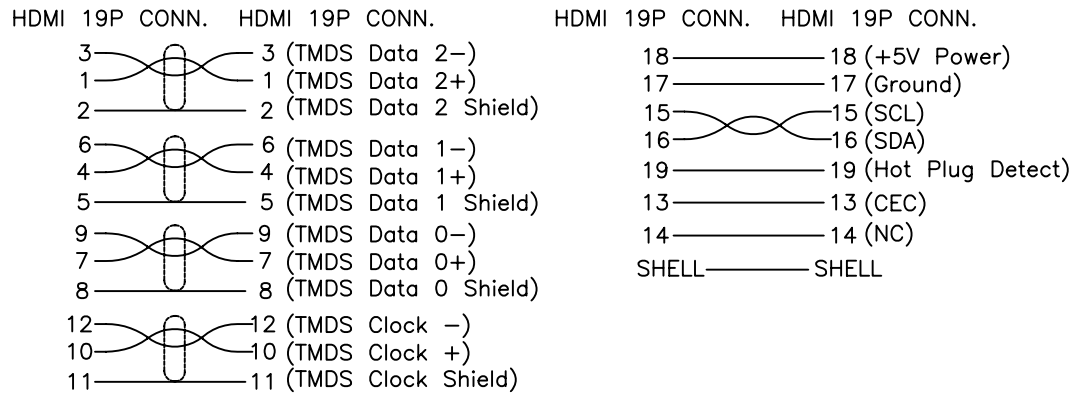 HDMI 19P CONN. HDMI 19P CONN.
3 3 (TMDS Data 2−)
1 1 (TMDS Data 2+)
2 2 (TMDS Data 2 Shield)
6 6 (TMDS Data 1−)
4 4 (TMDS Data 1+)
5 5 (TMDS Data 1 Shield)
9 9 (TMDS Data 0−)
7 7 (TMDS Data 0+)
8 8 (TMDS Data 0 Shield)
12 12 (TMDS Clock −)
10 10 (TMDS Clock +)
11 11 (TMDS Clock Shield)
HDMI 19P CONN. HDMI 19P CONN.
18 18 (+5V Power)
17 17 (Ground)
15 15 (SCL)
16 16 (SDA)
19 19 (Hot Plug Detect)
13 13 (CEC)
14 14 (NC)
SHELL SHELL